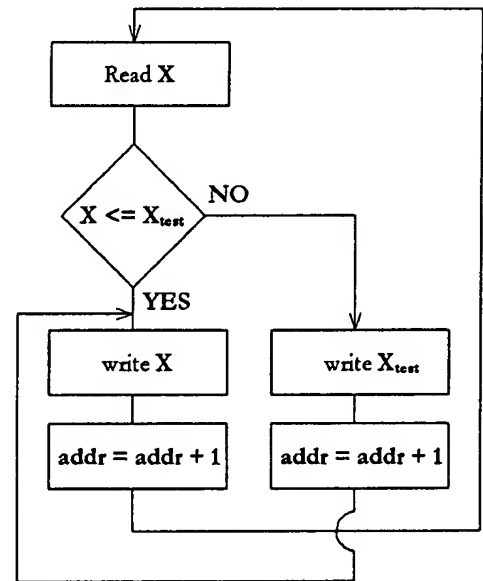 Read X
X <= Xtest
NO
YES
write X
write Xtest
addr = addr + 1
addr = addr + 1